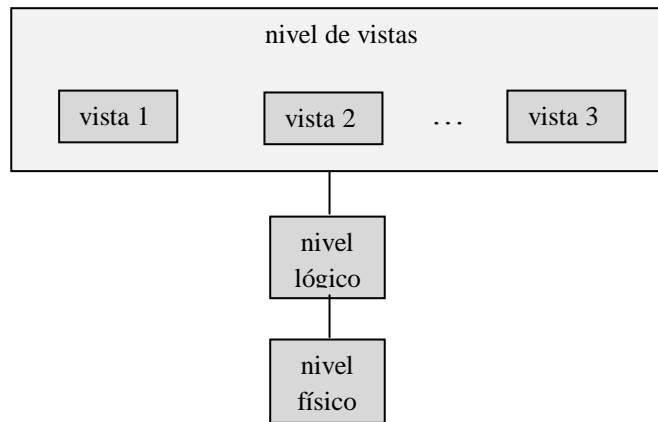 nivel de vistas
vista 1 vista 2 … vista 3
nivel
lógico
nivel
físico